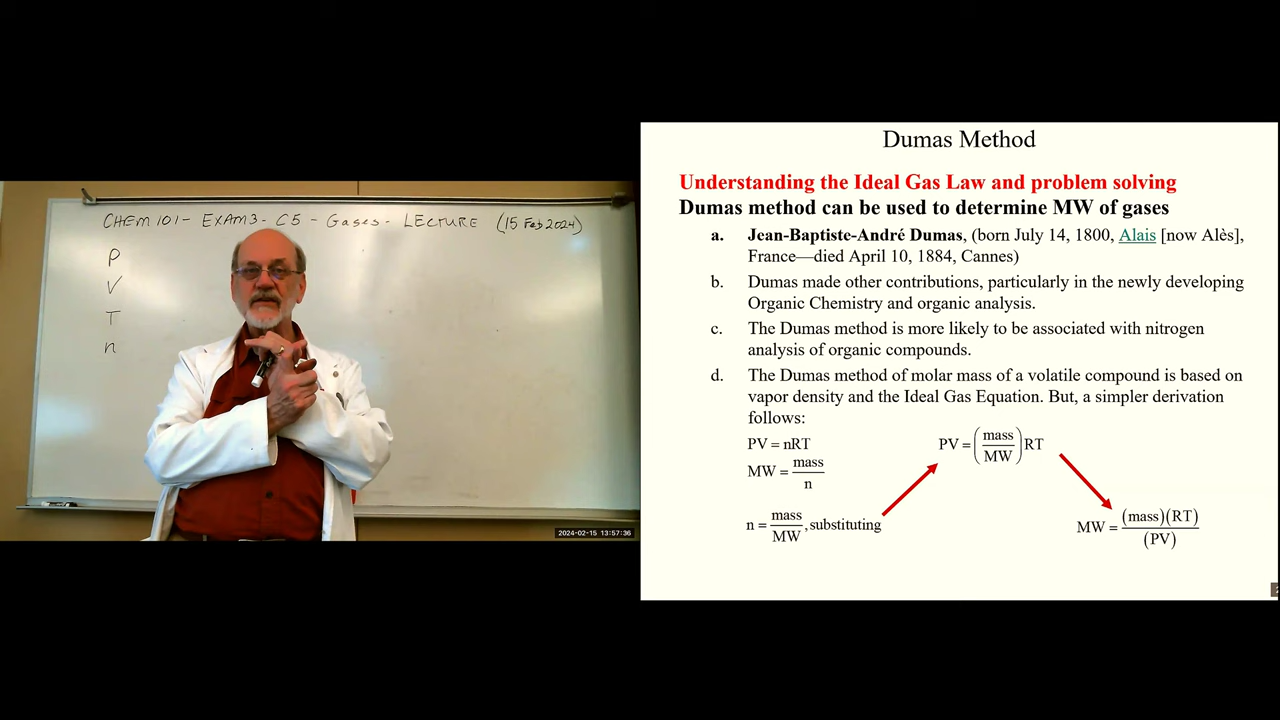 CHEM 101 - EXAM 3 - C5 - Gases - LECTURE (15 Feb 2024)
P
V
T
n
2024-02-15 13:57:36
Dumas Method
Understanding the Ideal Gas Law and problem solving
Dumas method can be used to determine MW of gases
a. Jean-Baptiste-André Dumas, (born July 14, 1800, Alais [now Alès],
France—died April 10, 1884, Cannes)
b. Dumas made other contributions, particularly in the newly developing
Organic Chemistry and organic analysis.
c. The Dumas method is more likely to be associated with nitrogen
analysis of organic compounds.
d. The Dumas method of molar mass of a volatile compound is based on
vapor density and the Ideal Gas Equation. But, a simpler derivation
follows:
PV = nRT
MW = mass / n
n = mass / MW, substituting
PV = (mass / MW) RT
MW = (mass)(RT) / (PV)